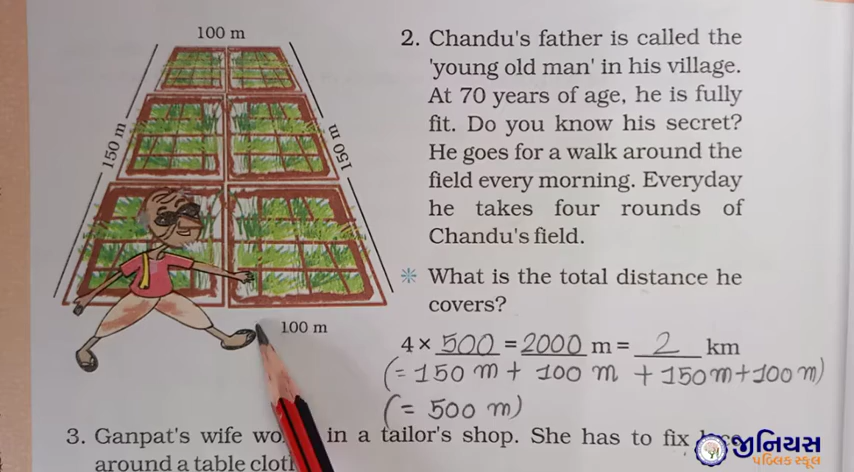 100 m
150 m
150 m
100 m
2. Chandu's father is called the
'young old man' in his village.
At 70 years of age, he is fully
fit. Do you know his secret?
He goes for a walk around the
field every morning. Everyday
he takes four rounds of
Chandu's field.
* What is the total distance he
covers?
4 × 500 = 2000 m = 2 km
(= 150 m + 100 m + 150 m + 100 m)
(= 500 m)
3. Ganpat's wife in a tailor's shop. She has to fix
around a table
જીનિયસ
પબ્લિક સ્કૂલ